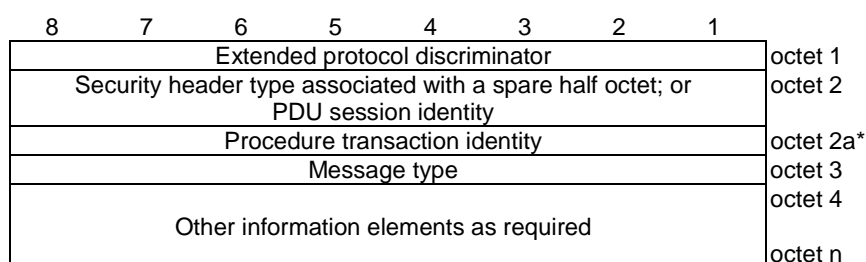 8 7 6 5 4 3 2 1
Extended protocol discriminator octet 1
Security header type associated with a spare half octet; or octet 2
PDU session identity
Procedure transaction identity octet 2a*
Message type octet 3
octet 4
Other information elements as required
octet n